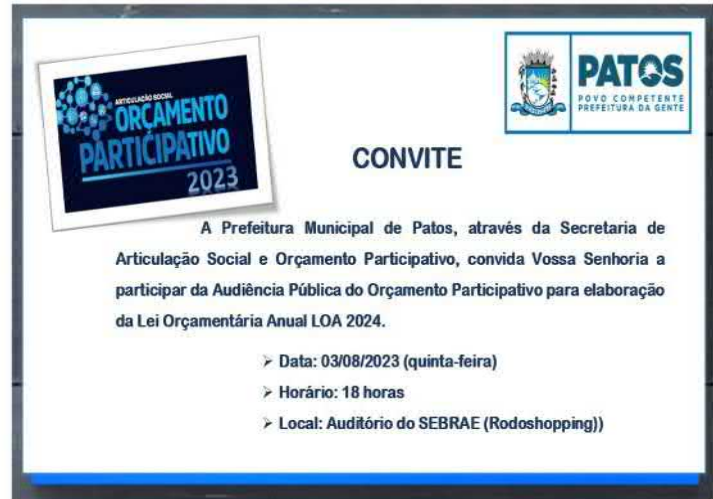 ARTICULAÇÃO SOCIAL
ORÇAMENTO
PARTICIPATIVO
2023
PATOS
POVO COMPETENTE
PREFEITURA DA GENTE
CONVITE
A Prefeitura Municipal de Patos, através da Secretaria de
Articulação Social e Orçamento Participativo, convida Vossa Senhoria a
participar da Audiência Pública do Orçamento Participativo para elaboração
da Lei Orçamentária Anual LOA 2024.
➢ Data: 03/08/2023 (quinta-feira)
➢ Horário: 18 horas
➢ Local: Auditório do SEBRAE (Rodoshopping))